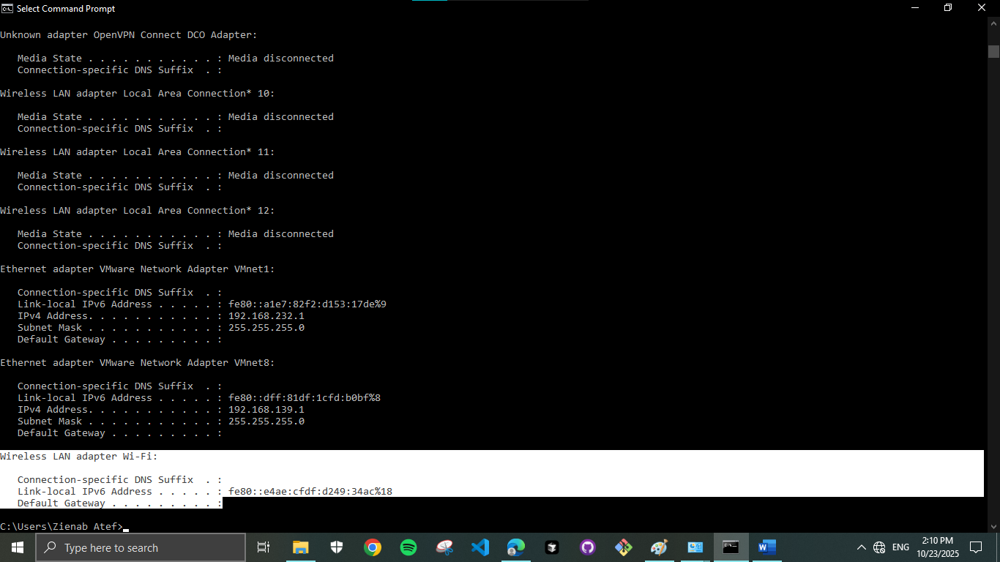 Select Command Prompt
Unknown adapter OpenVPN Connect DCO Adapter:
Media State . . . . . . . . . . . : Media disconnected
Connection-specific DNS Suffix  . :
Wireless LAN adapter Local Area Connection* 10:
Media State . . . . . . . . . . . : Media disconnected
Connection-specific DNS Suffix  . :
Wireless LAN adapter Local Area Connection* 11:
Media State . . . . . . . . . . . : Media disconnected
Connection-specific DNS Suffix  . :
Wireless LAN adapter Local Area Connection* 12:
Media State . . . . . . . . . . . : Media disconnected
Connection-specific DNS Suffix  . :
Ethernet adapter VMware Network Adapter VMnet1:
Connection-specific DNS Suffix  . :
Link-local IPv6 Address . . . . . : fe80::a1e7:82f2:d153:17de%9
IPv4 Address. . . . . . . . . . . : 192.168.232.1
Subnet Mask . . . . . . . . . . . : 255.255.255.0
Default Gateway . . . . . . . . . :
Ethernet adapter VMware Network Adapter VMnet8:
Connection-specific DNS Suffix  . :
Link-local IPv6 Address . . . . . : fe80::dff:81df:1cfd:b0bf%8
IPv4 Address. . . . . . . . . . . : 192.168.139.1
Subnet Mask . . . . . . . . . . . : 255.255.255.0
Default Gateway . . . . . . . . . :
Wireless LAN adapter Wi-Fi:
Connection-specific DNS Suffix  . :
Link-local IPv6 Address . . . . . : fe80::e4ae:cfdf:d249:34ac%18
Default Gateway . . . . . . . . . :
C:\Users\Zienab Atef>
Type here to search
ENG
2:10 PM
10/23/2025